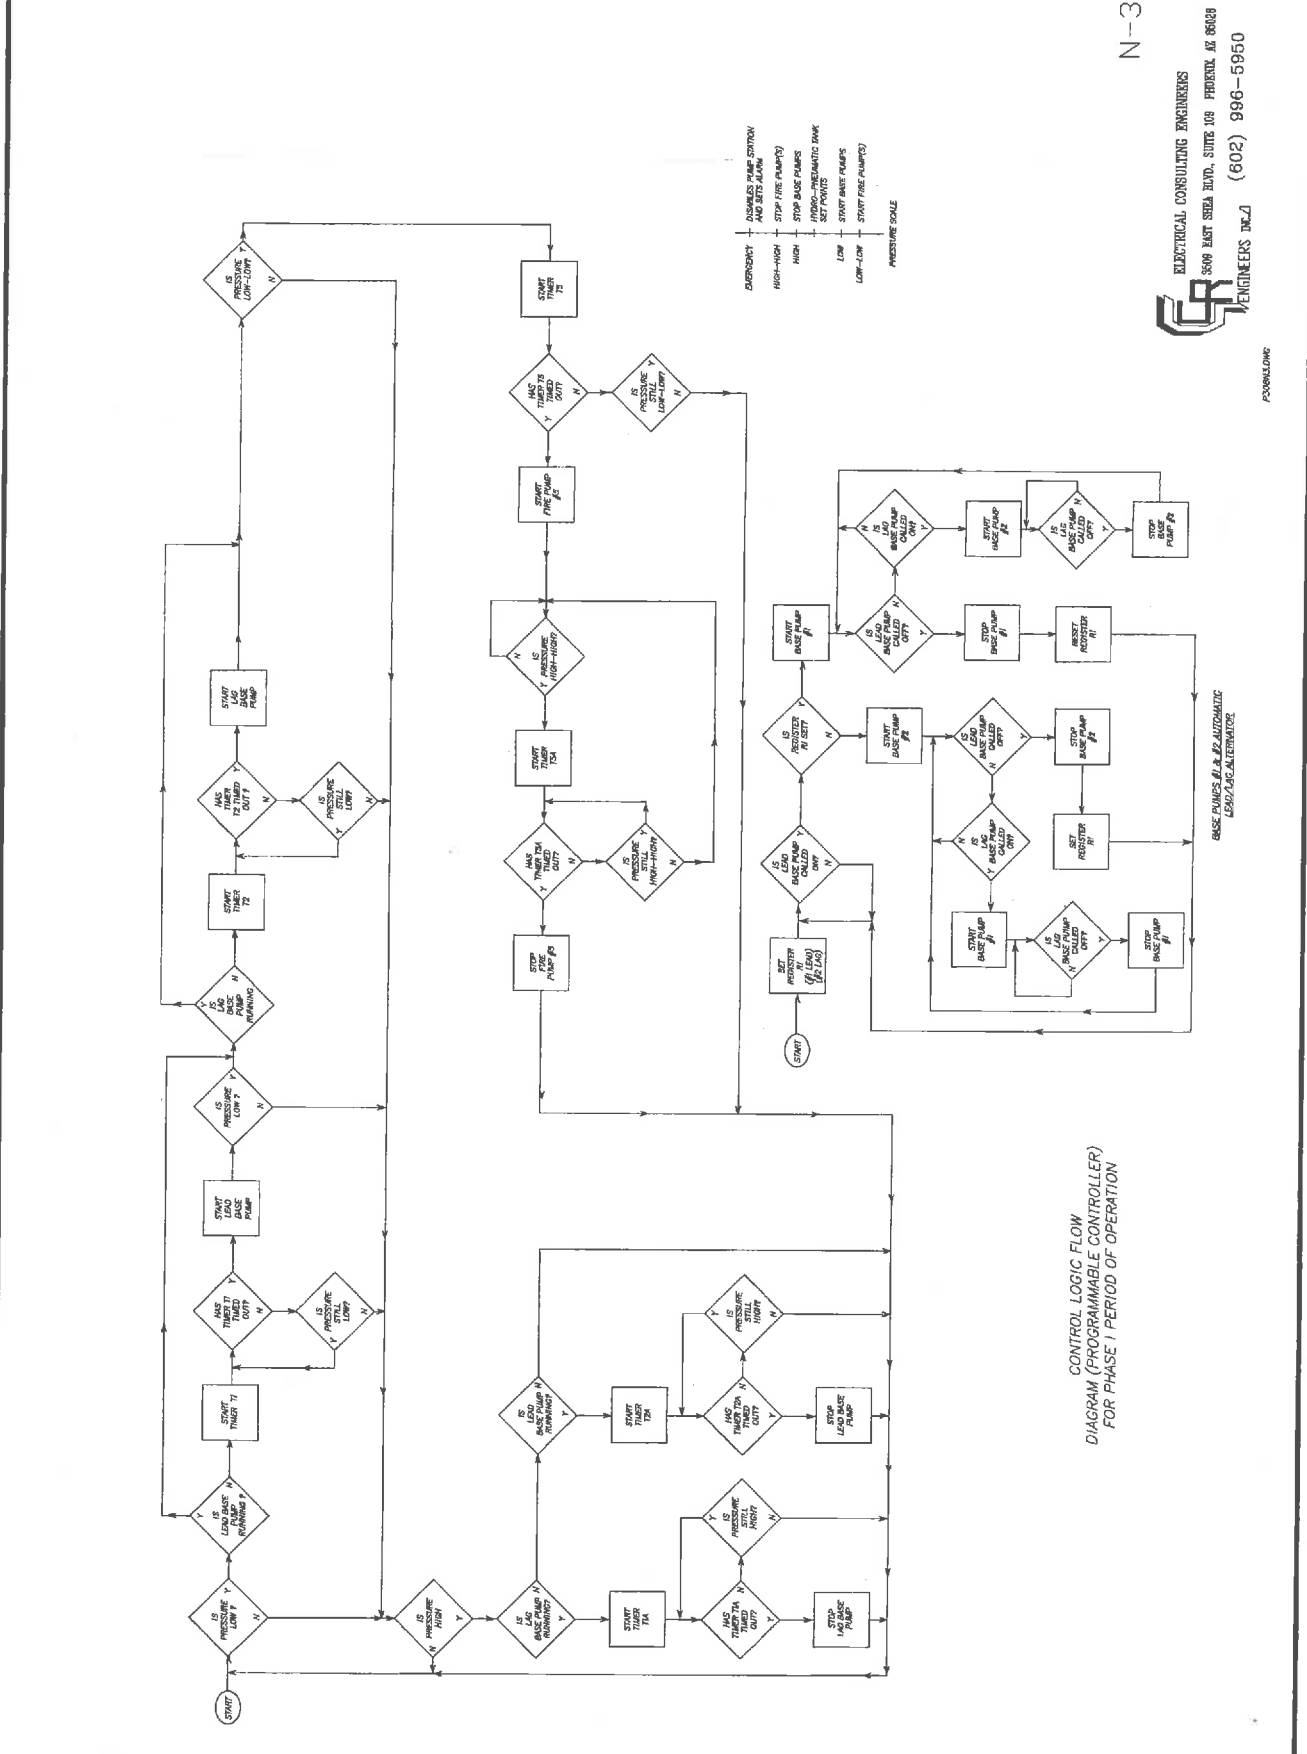 START
IS
PRESSURE
LOW ?
Y
N
IS
LEAD BASE
PUMP
RUNNING ?
Y
N
START
TIMER T1
HAS
TIMER T1
TIMED
OUT?
Y
N
IS
PRESSURE
STILL
LOW?
Y
N
START
LEAD
BASE
PUMP
IS
PRESSURE
LOW ?
Y
N
IS
LAG
BASE
PUMP
RUNNING
Y
N
START
TIMER
T2
HAS
TIMER
T2 TIMED
OUT ?
Y
N
IS
PRESSURE
STILL
LOW?
Y
N
START
LAG
BASE
PUMP
IS
PRESSURE
LOW-LOW?
Y
N
START
TIMER
T5
HAS
TIMER T5
TIMED
OUT?
Y
N
IS
PRESSURE
STILL
LOW-LOW?
Y
N
START
FIRE PUMP
#5
IS
PRESSURE
HIGH-HIGH?
N
Y
START
TIMER
T5A
HAS
TIMER T5A
TIMED
OUT?
Y
N
IS
PRESSURE
STILL
HIGH-HIGH?
Y
N
STOP
FIRE
IS
PRESSURE
HIGH
N
Y
IS
LAG
BASE PUMP
RUNNING?
N
Y
START
TIMER
T1A
HAS
TIMER T1A
TIMED
OUT?
N
Y
IS
PRESSURE
STILL
HIGH?
Y
N
STOP
LAG BASE
PUMP
IS
LEAD
BASE PUMP
RUNNING?
N
Y
START
TIMER
T2A
HAS
TIMER T2A
TIMED
OUT?
N
Y
IS
PRESSURE
STILL
HIGH?
Y
N
STOP
LEAD BASE
PUMP
EMERGENCY
DISABLES PUMP STATION
AND SETS ALARM
HIGH-HIGH
STOP FIRE PUMP(S)
HIGH
STOP BASE PUMPS
HYDRO-PNEUMATIC TANK
SET POINTS
LOW
START BASE PUMPS
LOW-LOW
START FIRE PUMP(S)
PRESSURE SCALE
START
SET
REGISTER
R1
(#1 LEAD)
(#2 LAG)
IS
LEAD
BASE PUMP
CALLED
ON?
Y
N
IS
REGISTER
R1 SET?
Y
N
START
BASE PUMP
#1
IS
LEAD
BASE PUMP
CALLED
OFF?
N
Y
IS
LAG
BASE PUMP
CALLED
ON?
N
Y
START
BASE PUMP
#2
IS
LAG
BASE PUMP
CALLED
OFF?
N
Y
STOP
BASE
PUMP #2
STOP
BASE PUMP
#1
RESET
REGISTER
R1
START
BASE PUMP
#2
IS
LEAD
BASE PUMP
CALLED
OFF?
N
Y
STOP
BASE PUMP
#2
SET
REGISTER
R1
IS
LAG
BASE PUMP
CALLED
ON?
N
Y
START
BASE PUMP
#1
IS
LAG
BASE PUMP
CALLED
OFF?
N
Y
STOP
BASE PUMP
#1
BASE PUMPS #1 & #2 AUTOMATIC
LEAD/LAG ALTERNATOR
CONTROL LOGIC FLOW
DIAGRAM (PROGRAMMABLE CONTROLLER)
FOR PHASE I PERIOD OF OPERATION
N-3
ELECTRICAL CONSULTING ENGINEERS
3509 EAST SHEA BLVD., SUITE 109 PHOENIX, AZ 85028
ENGINEERS INC.
(602) 996-5950
P308N3.DWG